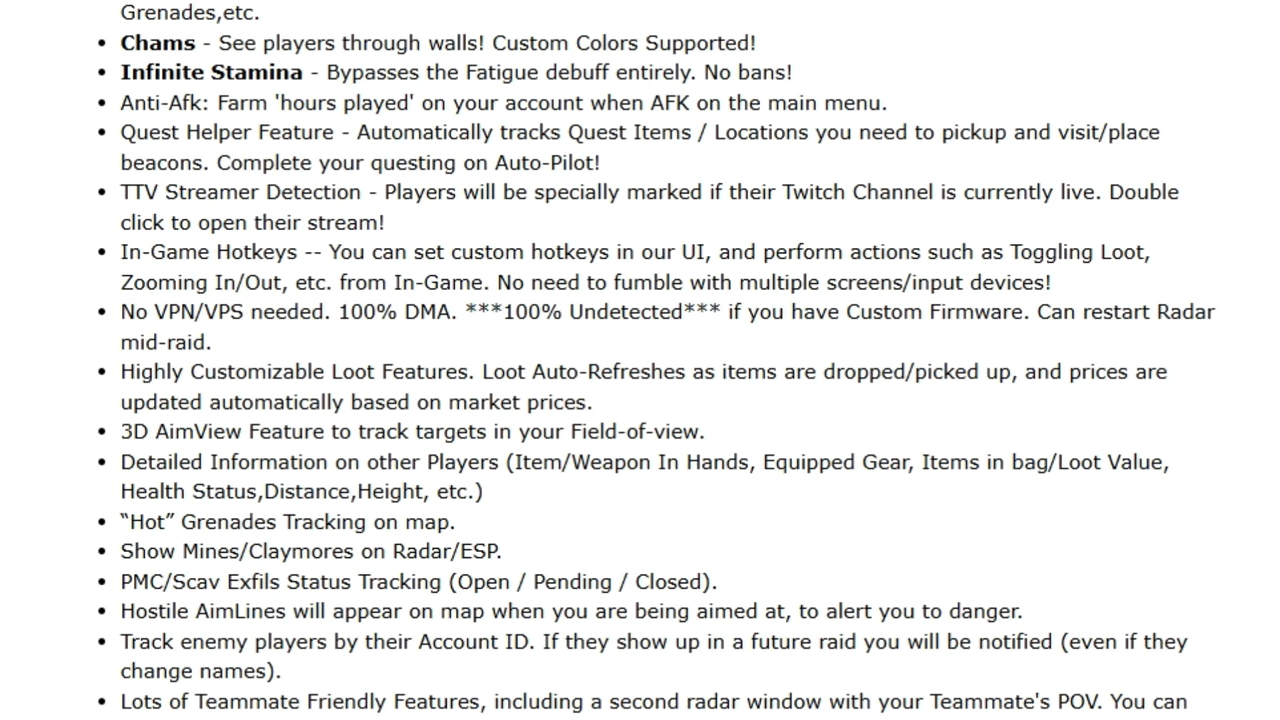 Grenades,etc.
• Chams - See players through walls! Custom Colors Supported!
• Infinite Stamina - Bypasses the Fatigue debuff entirely. No bans!
• Anti-Afk: Farm 'hours played' on your account when AFK on the main menu.
• Quest Helper Feature - Automatically tracks Quest Items / Locations you need to pickup and visit/place
beacons. Complete your questing on Auto-Pilot!
• TTV Streamer Detection - Players will be specially marked if their Twitch Channel is currently live. Double
click to open their stream!
• In-Game Hotkeys -- You can set custom hotkeys in our UI, and perform actions such as Toggling Loot,
Zooming In/Out, etc. from In-Game. No need to fumble with multiple screens/input devices!
• No VPN/VPS needed. 100% DMA. ***100% Undetected*** if you have Custom Firmware. Can restart Radar
mid-raid.
• Highly Customizable Loot Features. Loot Auto-Refreshes as items are dropped/picked up, and prices are
updated automatically based on market prices.
• 3D AimView Feature to track targets in your Field-of-view.
• Detailed Information on other Players (Item/Weapon In Hands, Equipped Gear, Items in bag/Loot Value,
Health Status,Distance,Height, etc.)
• “Hot” Grenades Tracking on map.
• Show Mines/Claymores on Radar/ESP.
• PMC/Scav Exfils Status Tracking (Open / Pending / Closed).
• Hostile AimLines will appear on map when you are being aimed at, to alert you to danger.
• Track enemy players by their Account ID. If they show up in a future raid you will be notified (even if they
change names).
• Lots of Teammate Friendly Features, including a second radar window with your Teammate's POV. You can